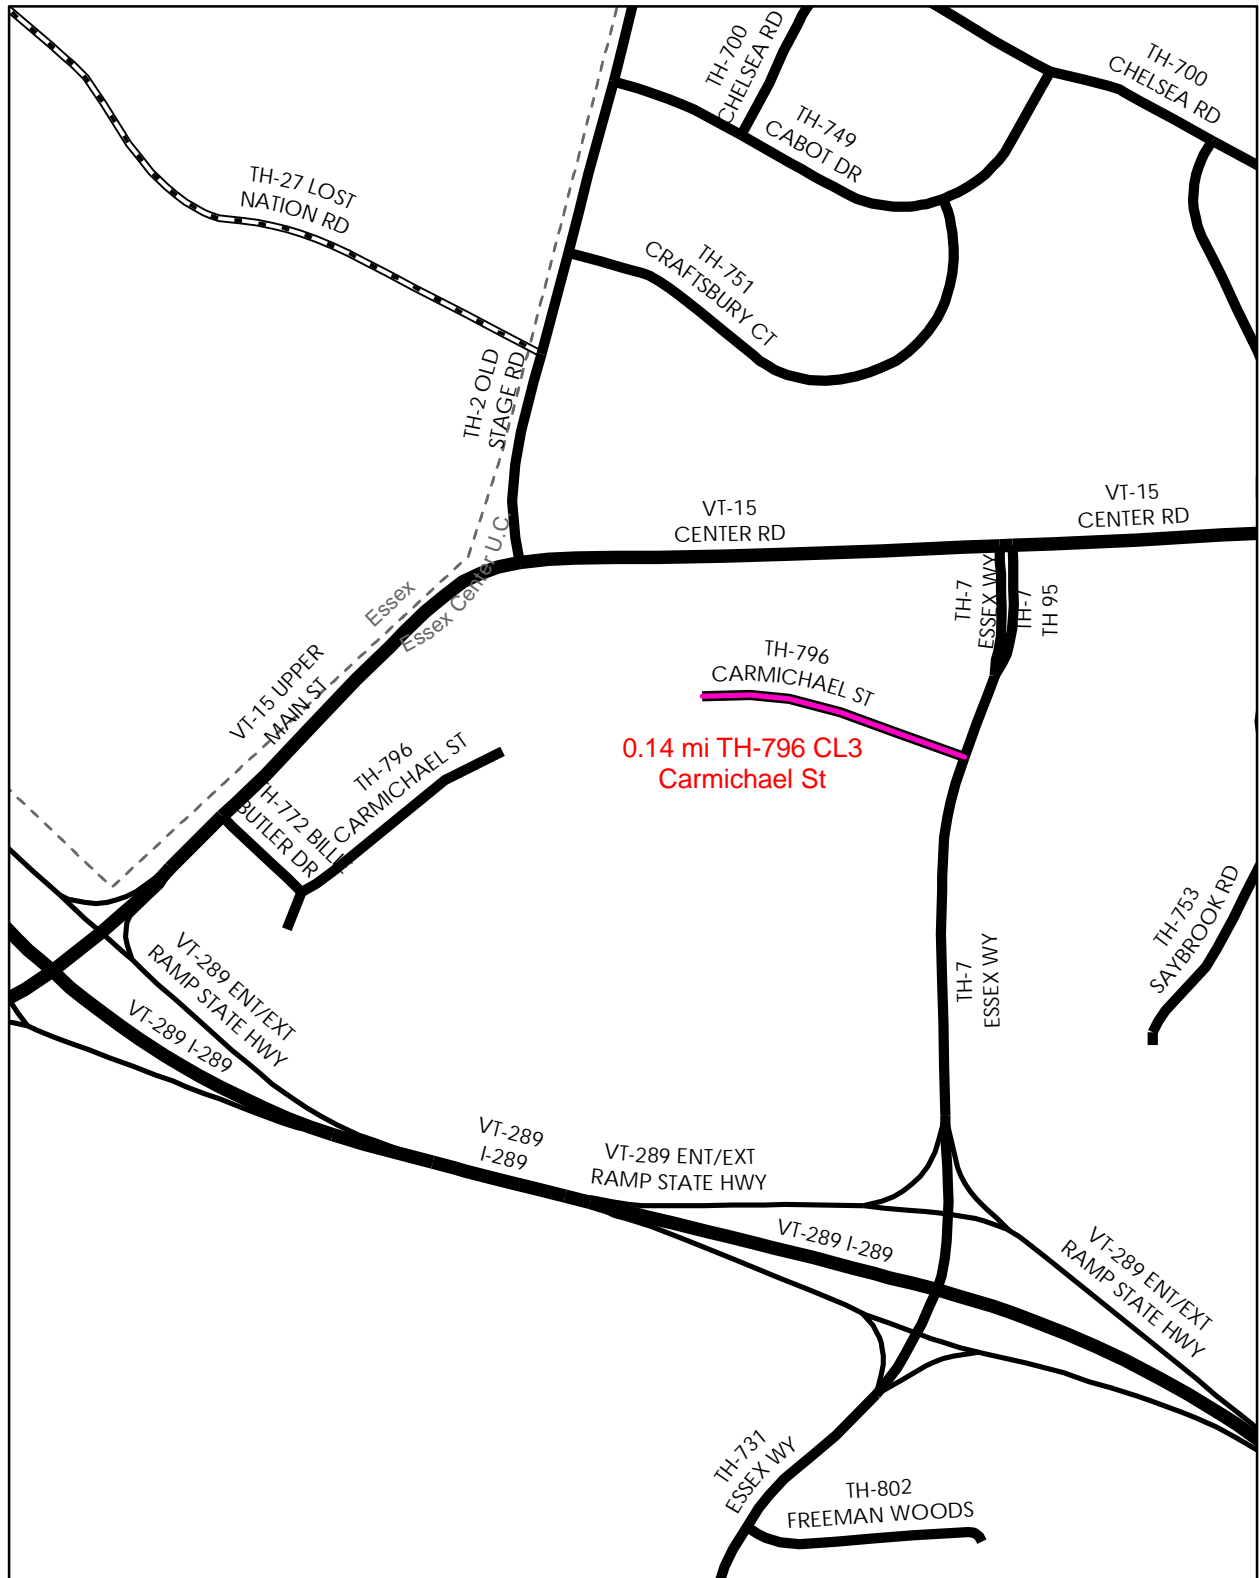 TH-700
CHELSEA RD
TH-700
CHELSEA RD
TH-749
CABOT DR
TH-27 LOST
NATION RD
TH-751
CRAFTSBURY CT
TH-2 OLD
STAGE RD
VT-15
CENTER RD
VT-15
CENTER RD
Essex
Essex Center U.C.
TH-7
ESSEX WY
TH-7
TH 95
TH-796
CARMICHAEL ST
VT-15 UPPER
MAIN ST
0.14 mi TH-796 CL3
Carmichael St
TH-796
CARMICHAEL ST
TH-772 BILL
BUTLER DR
TH-753
SAYBROOK RD
VT-289 ENT/EXT
RAMP STATE HWY
VT-289 I-289
TH-7
ESSEX WY
VT-289
I-289
VT-289 ENT/EXT
RAMP STATE HWY
VT-289 I-289
VT-289 ENT/EXT
RAMP STATE HWY
TH-731
ESSEX WY
TH-802
FREEMAN WOODS